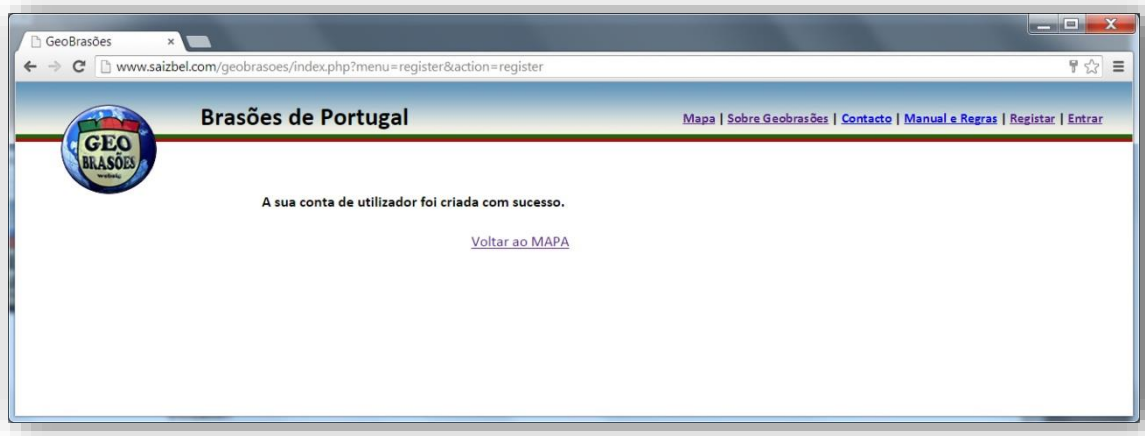 GeoBrasões
www.saizbel.com/geobrasoes/index.php?menu=register&action=register
Brasões de Portugal
Mapa | Sobre Geobrasões | Contacto | Manual e Regras | Registar | Entrar
GEO
BRASÕES
A sua conta de utilizador foi criada com sucesso.
Voltar ao MAPA